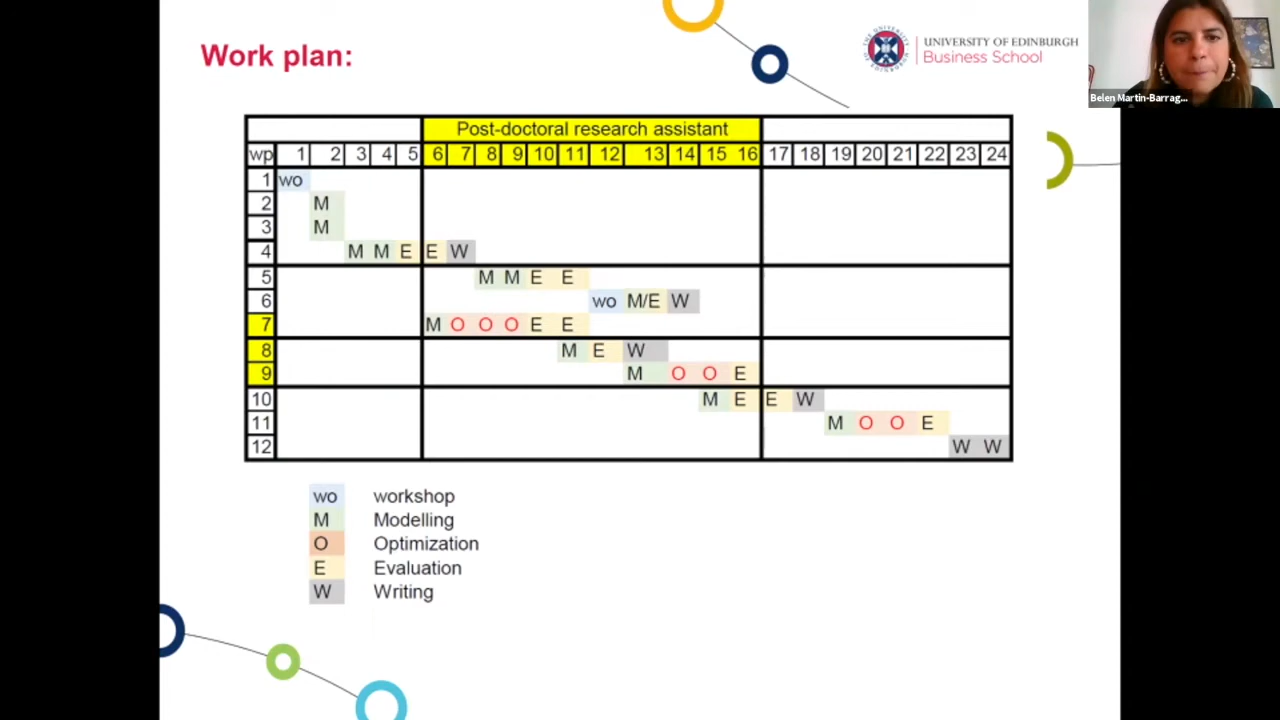 Work plan:
UNIVERSITY OF EDINBURGH
Business School
Belen Martin-Barrag...
Post-doctoral research assistant
wp 1 2 3 4 5 6 7 8 9 10 11 12 13 14 15 16 17 18 19 20 21 22 23 24
1 wo
2 M
3 M
4 M M E E W
5 M M E E
6 wo M/E W
7 M O O O E E
8 M E W
9 M O O E
10 M E E W
11 M O O E
12 W W
wo workshop
M Modelling
O Optimization
E Evaluation
W Writing